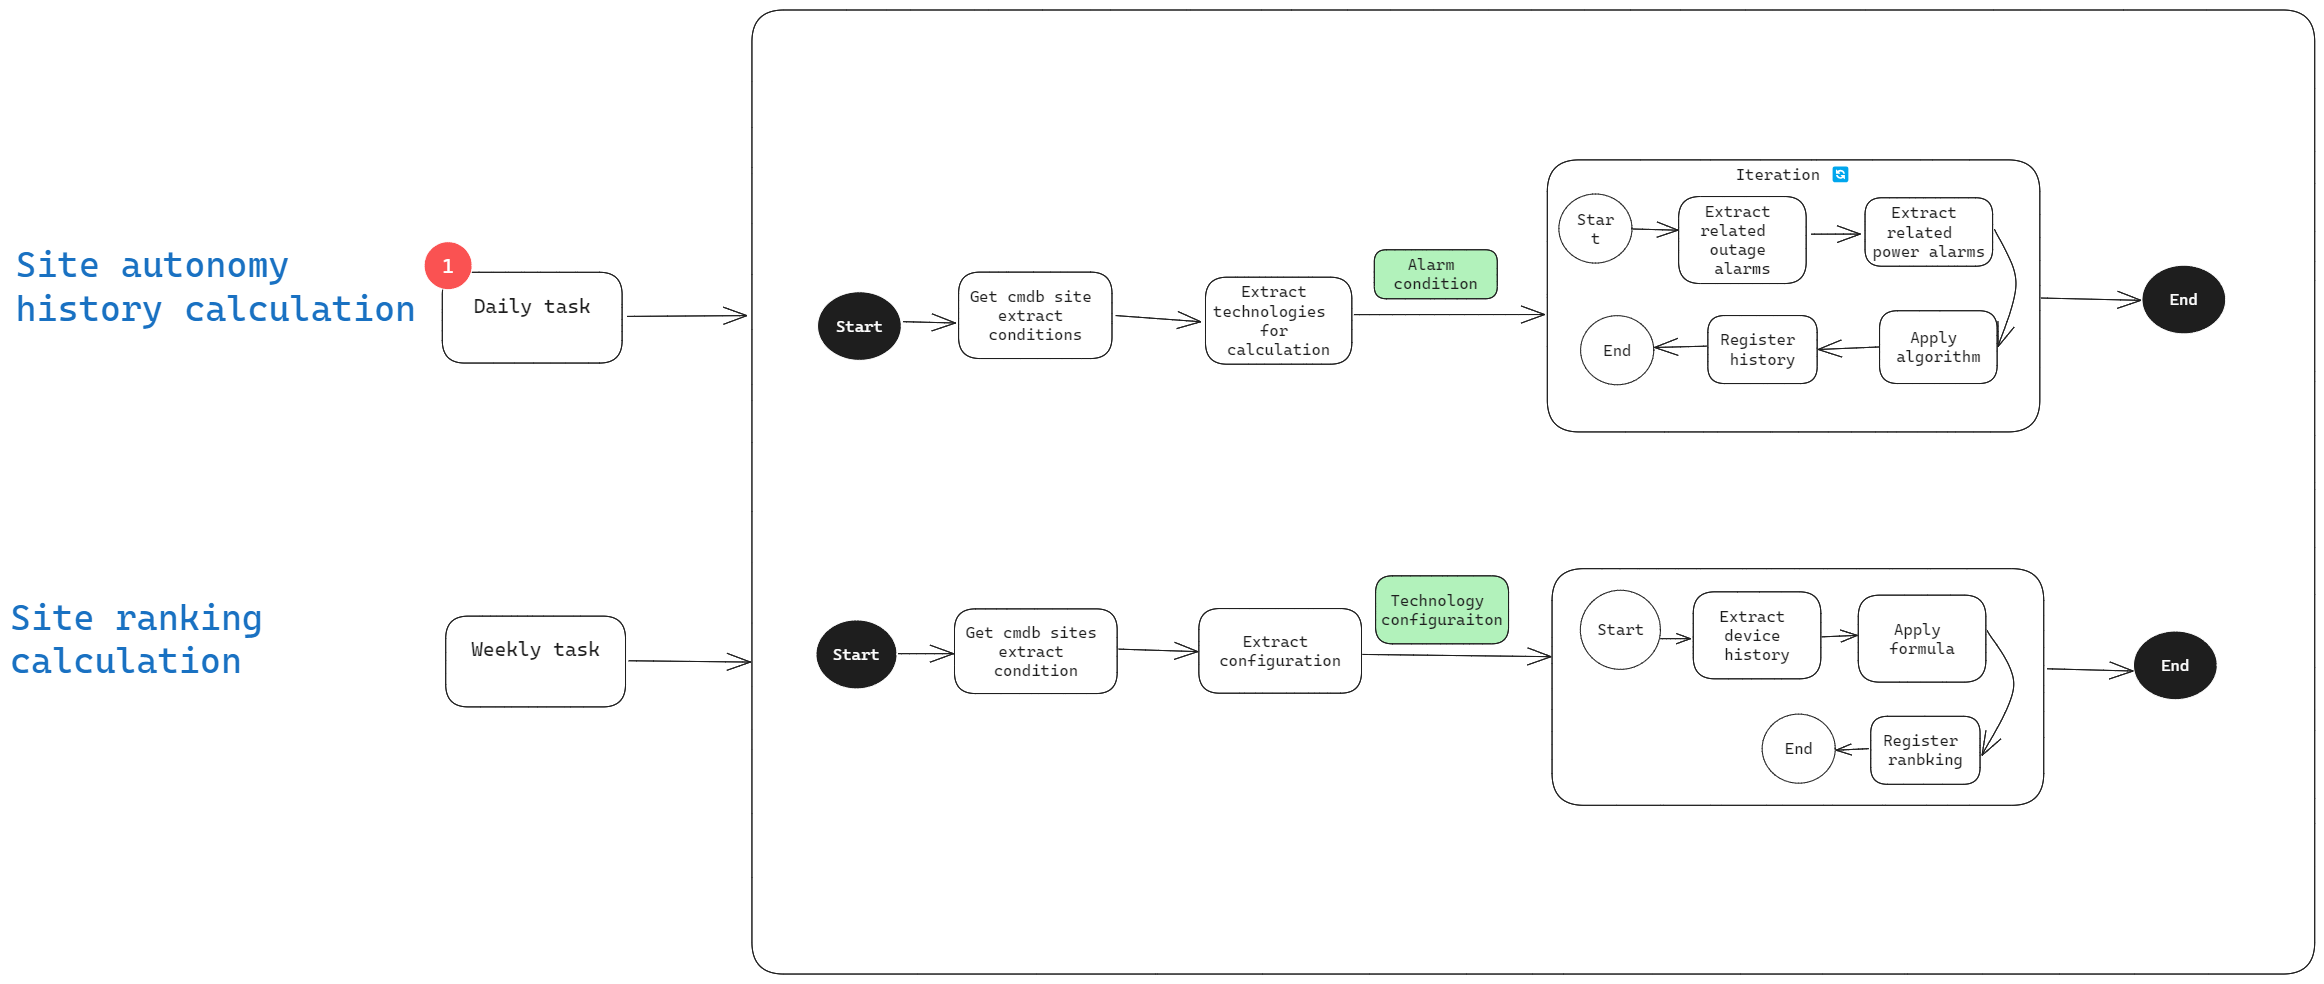 Site autonomy
history calculation
1
Daily task
Start
Get cmdb site
extract
conditions
Extract
technologies
for
calculation
Alarm
condition
Iteration
Star
t
Extract
related
outage
alarms
Extract
related
power alarms
Apply
algorithm
Register
history
End
End
Site ranking
calculation
Weekly task
Start
Get cmdb sites
extract
condition
Extract
configuration
Technology
configuraiton
Start
Extract
device
history
Apply
formula
Register
ranbking
End
End